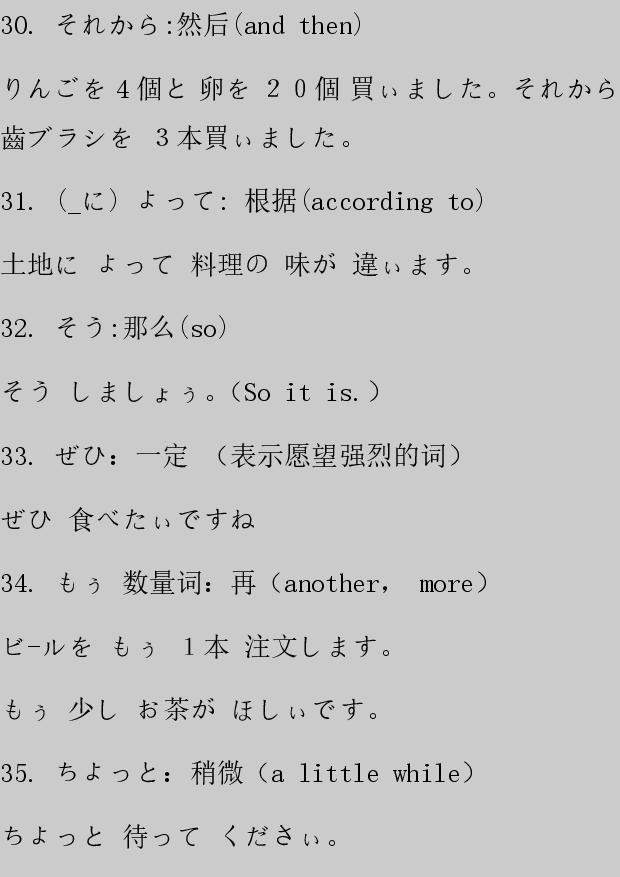 30. それから:然后(and then)
りんごを４個と 卵を ２０個 買ぃました。それから
歯ブラシを ３本買ぃました。
31. (_に) よって: 根据(according to)
土地に よって 料理の 味が 違ぃます。
32. そう:那么(so)
そう しましょぅ。（So it is.）
33. ぜひ：一定 （表示愿望强烈的词）
ぜひ 食べたぃですね
34. もぅ 数量词：再（another， more）
ビ−ルを もぅ １本 注文します。
もぅ 少し お茶が ほしぃです。
35. ちょっと：稍微（a little while）
ちょっと 待って くださぃ。